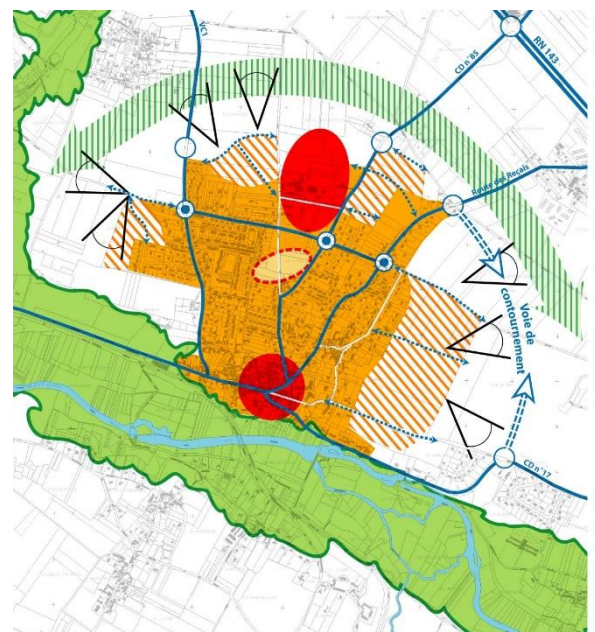 VC1
CD n°85
RN 143
Route des Recais
Voie de
contournement
CD n°17